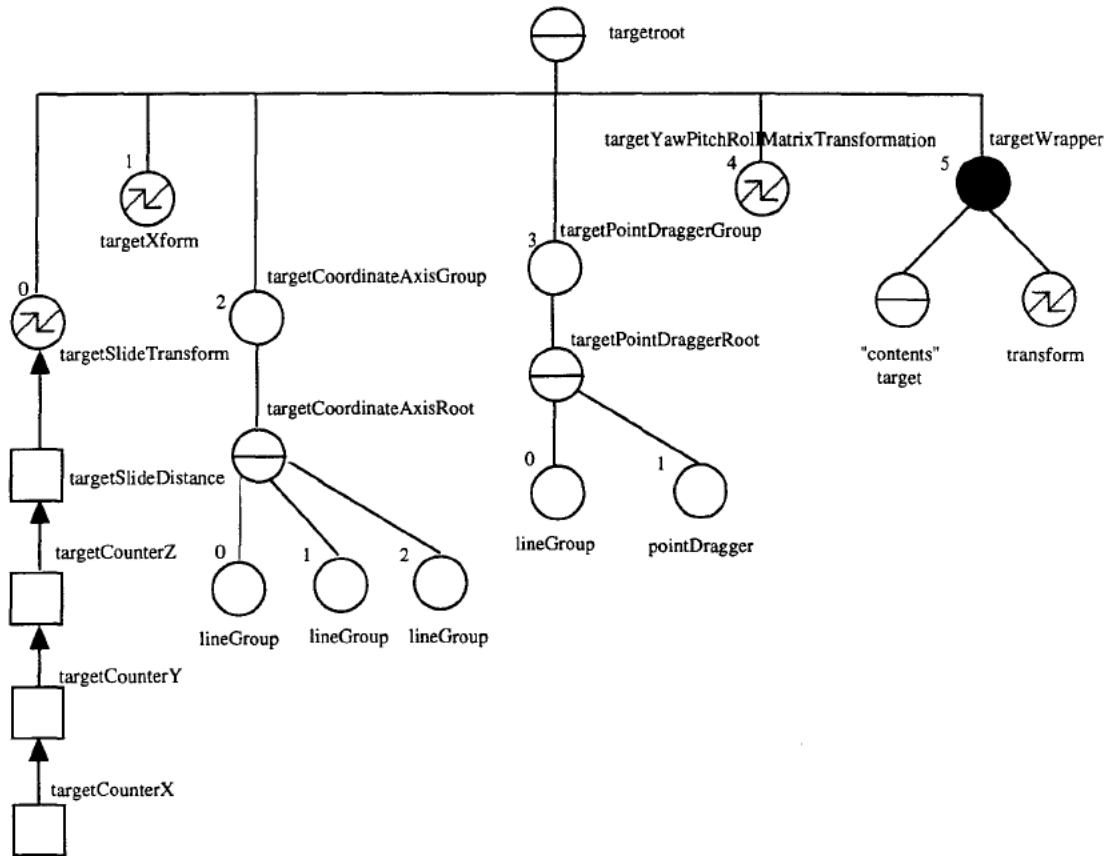 targetroot
targetYawPitchRollMatrixTransformation
targetWrapper
1
4
5
targetXform
targetPointDraggerGroup
3
0
2
targetCoordinateAxisGroup
targetSlideTransform
targetPointDraggerRoot
"contents"
target
transform
targetCoordinateAxisRoot
targetSlideDistance
0
1
lineGroup
pointDragger
targetCounterZ
0
1
2
lineGroup
lineGroup
lineGroup
targetCounterY
targetCounterX